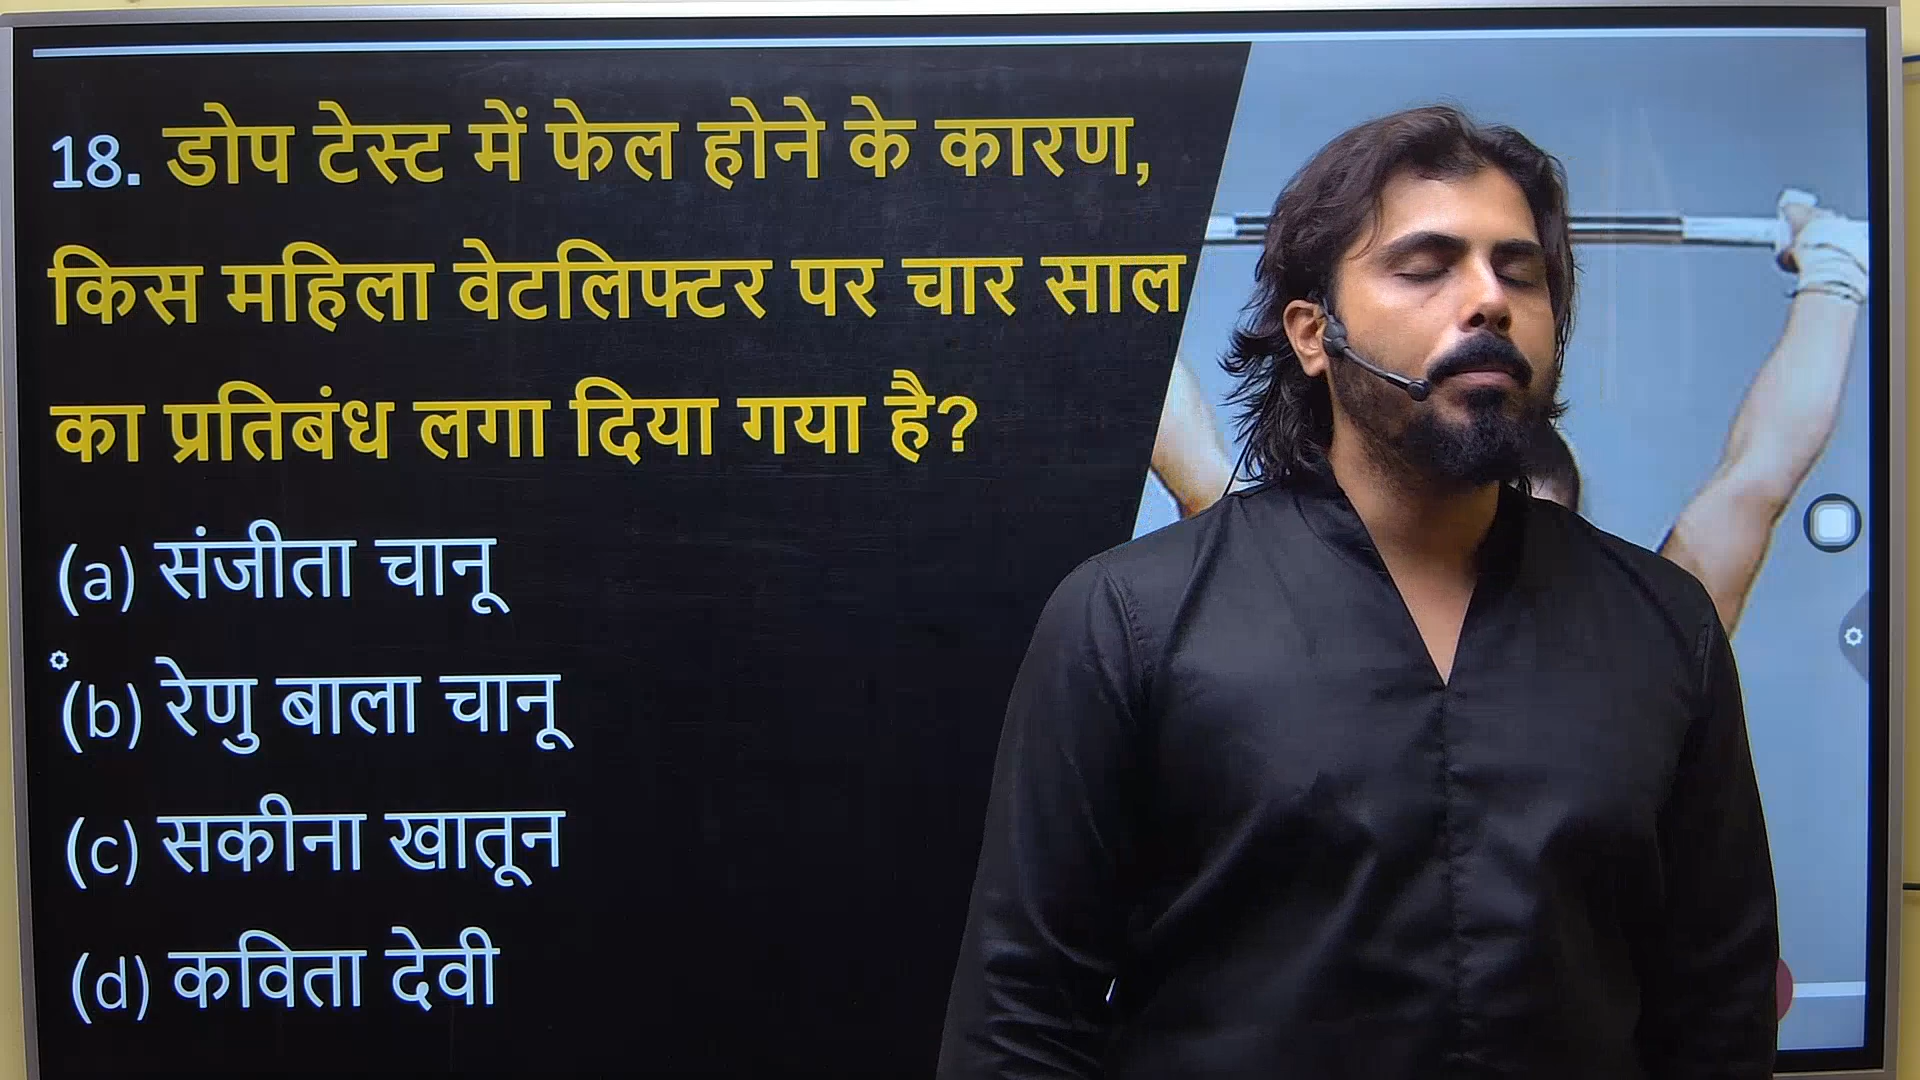 18. डोप टेस्ट में फेल होने के कारण,
किस महिला वेटलिफ्टर पर चार साल
का प्रतिबंध लगा दिया गया है?
(a) संजीता चानू
(b) रेणु बाला चानू
(c) सकीना खातून
(d) कविता देवी